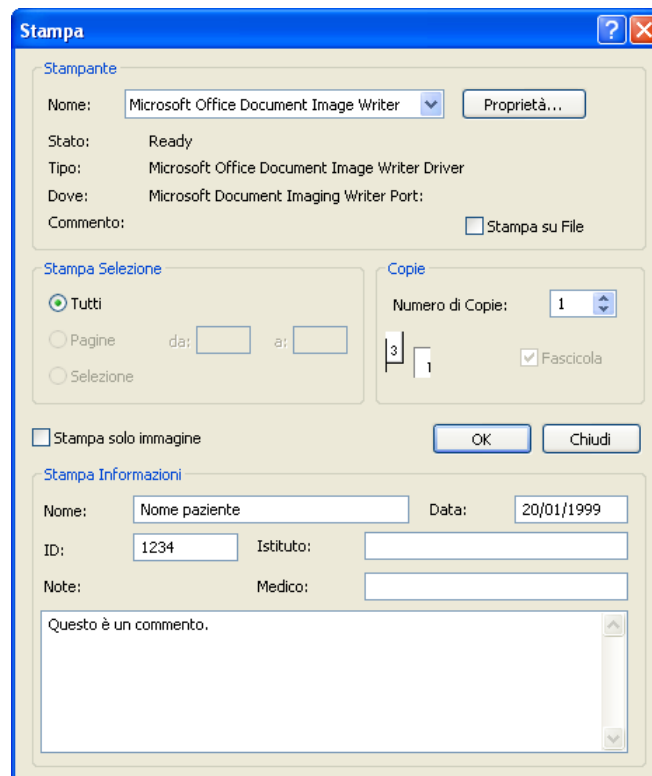 Stampa
Stampante
Nome: Microsoft Office Document Image Writer Proprietà...
Stato: Ready
Tipo: Microsoft Office Document Image Writer Driver
Dove: Microsoft Document Imaging Writer Port:
Commento: Stampa su File
Stampa Selezione Copie
Tutti Numero di Copie: 1
Pagine da: a: 3 1 Fascicola
Selezione
Stampa solo immagine OK Chiudi
Stampa Informazioni
Nome: Nome paziente Data: 20/01/1999
ID: 1234 Istituto:
Note: Medico:
Questo è un commento.